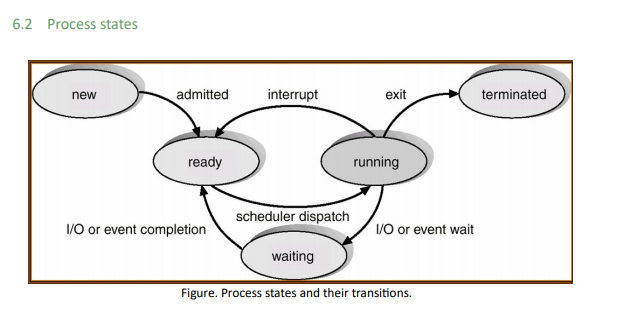 6.2 Process states
new
admitted
interrupt
exit
terminated
ready
running
scheduler dispatch
I/O or event completion
I/O or event wait
waiting
Figure. Process states and their transitions.